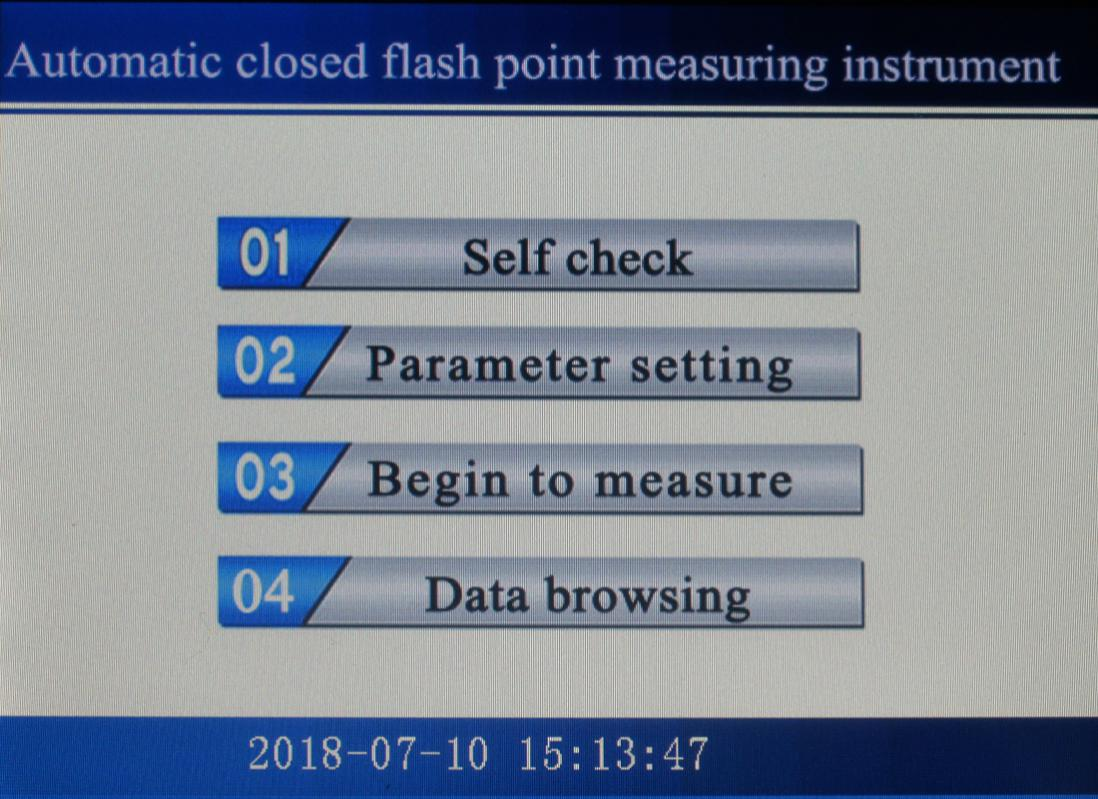 Automatic closed flash point measuring instrument
01 Self check
02 Parameter setting
03 Begin to measure
04 Data browsing
2018-07-10 15:13:47